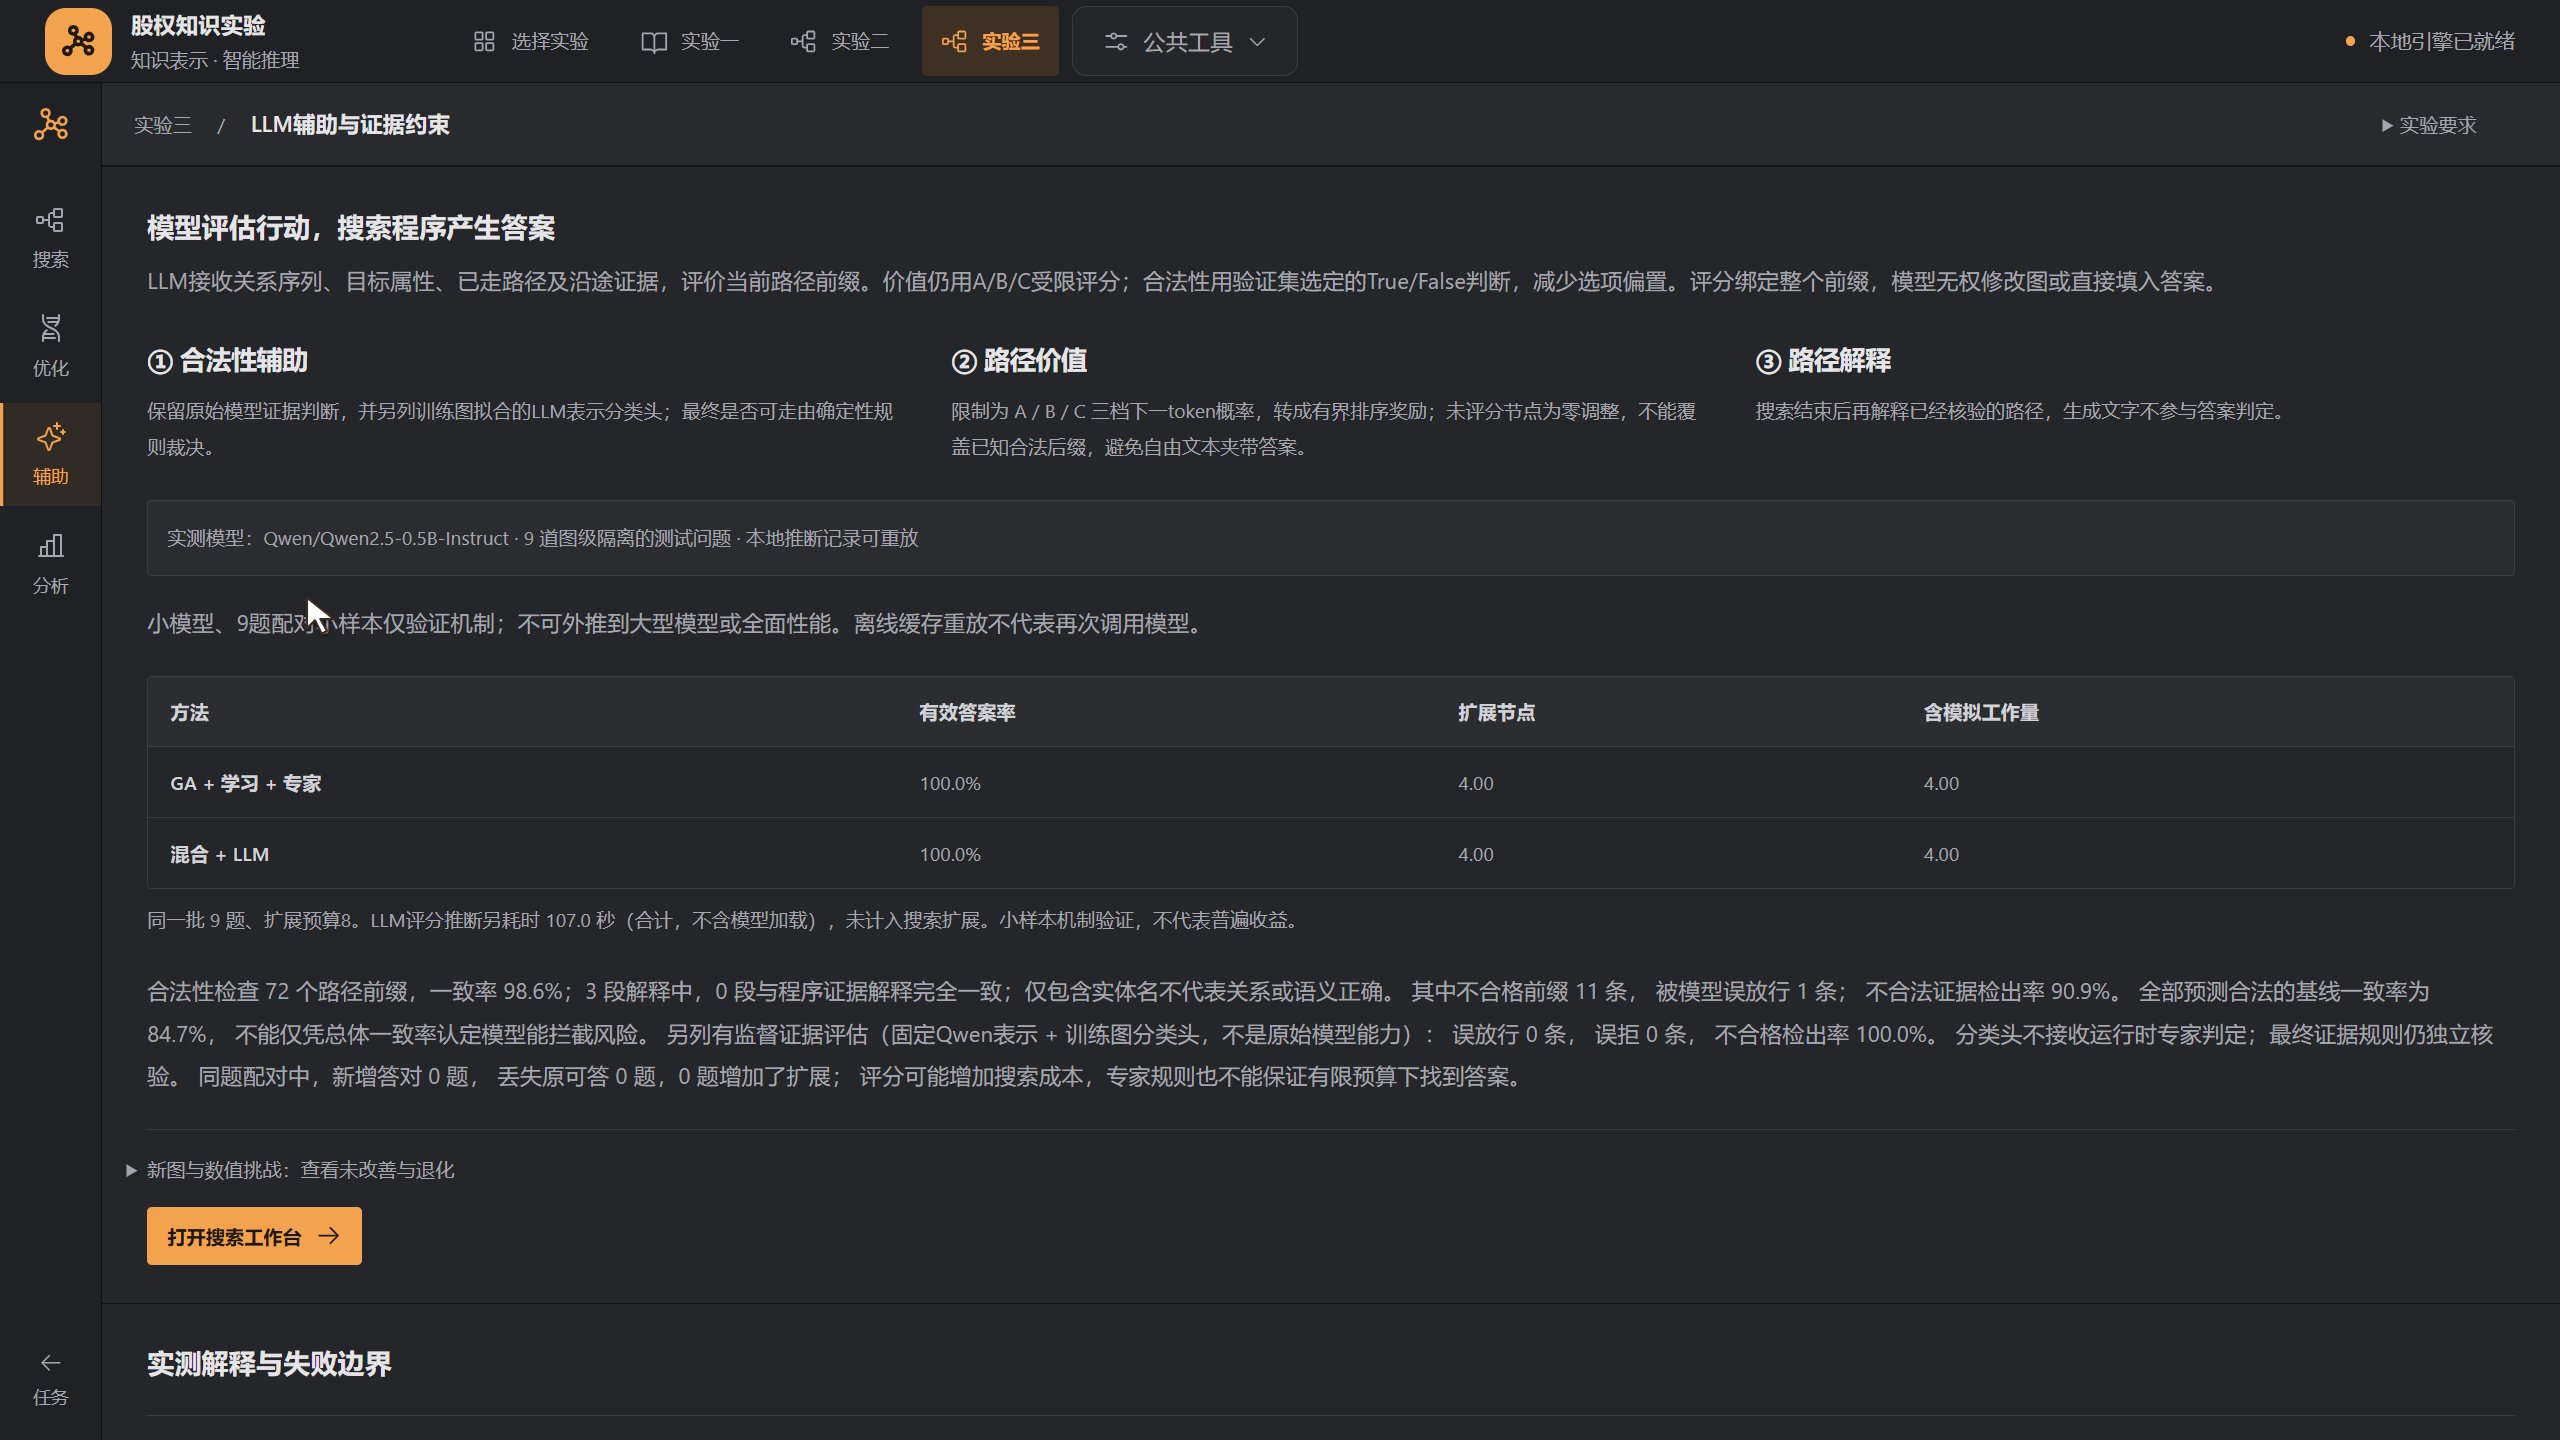 股权知识实验
知识表示 · 智能推理
选择实验
实验一
实验二
实验三
公共工具
本地引擎已就绪
实验三 / LLM辅助与证据约束
实验要求
搜索
优化
辅助
分析
任务
模型评估行动，搜索程序产生答案
LLM接收关系序列、目标属性、已走路径及沿途证据，评价当前路径前缀。价值仍用A/B/C受限评分；合法性用验证集选定的True/False判断，减少选项偏置。评分绑定整个前缀，模型无权修改图或直接填入答案。
① 合法性辅助
保留原始模型证据判断，并另列训练图拟合的LLM表示分类头；最终是否可走由确定性规
则裁决。
② 路径价值
限制为 A / B / C 三档下一token概率，转成有界排序奖励；未评分节点为零调整，不能覆
盖已知合法后缀，避免自由文本夹带答案。
③ 路径解释
搜索结束后再解释已经核验的路径，生成文字不参与答案判定。
实测模型：Qwen/Qwen2.5-0.5B-Instruct · 9 道图级隔离的测试问题 · 本地推断记录可重放
小模型、9题配对小样本仅验证机制；不可外推到大型模型或全面性能。离线缓存重放不代表再次调用模型。
方法 有效答案率 扩展节点 含模拟工作量
GA + 学习 + 专家 100.0% 4.00 4.00
混合 + LLM 100.0% 4.00 4.00
同一批 9 题、扩展预算8。LLM评分推断另耗时 107.0 秒（合计，不含模型加载），未计入搜索扩展。小样本机制验证，不代表普遍收益。
合法性检查 72 个路径前缀，一致率 98.6%；3 段解释中，0 段与程序证据解释完全一致；仅包含实体名不代表关系或语义正确。 其中不合格前缀 11 条， 被模型误放行 1 条； 不合法证据检出率 90.9%。 全部预测合法的基线一致率为
84.7%， 不能仅凭总体一致率认定模型能拦截风险。 另列有监督证据评估（固定Qwen表示 + 训练图分类头，不是原始模型能力）： 误放行 0 条， 误拒 0 条， 不合格检出率 100.0%。 分类头不接收运行时专家判定；最终证据规则仍独立核
验。 同题配对中，新增答对 0 题， 丢失原可答 0 题，0 题增加了扩展； 评分可能增加搜索成本，专家规则也不能保证有限预算下找到答案。
新图与数值挑战：查看未改善与退化
打开搜索工作台
实测解释与失败边界